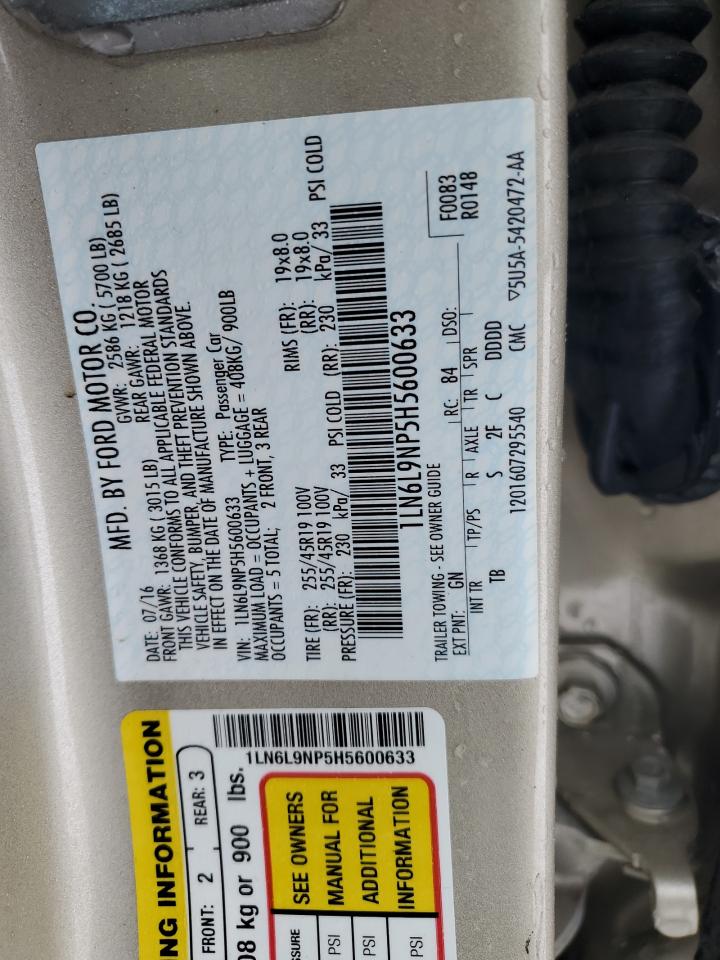 MFD. BY FORD MOTOR CO.
DATE: 07/16 GVWR: 2586 KG ( 5700 LB)
FRONT GAWR: 1368 KG ( 3015 LB) REAR GAWR: 1218 KG ( 2685 LB)
THIS VEHICLE CONFORMS TO ALL APPLICABLE FEDERAL MOTOR
VEHICLE SAFETY, BUMPER, AND THEFT PREVENTION STANDARDS
IN EFFECT ON THE DATE OF MANUFACTURE SHOWN ABOVE.
VIN: 1LN6L9NP5H5600633 TYPE: Passenger Car
MAXIMUM LOAD = OCCUPANTS + LUGGAGE = 408KG/ 900LB
OCCUPANTS = 5 TOTAL; 2 FRONT, 3 REAR
TIRE (FR): 255/45R19 100V RIMS (FR): 19x8.0
(RR): 255/45R19 100V (RR): 19x8.0
PRESSURE (FR): 230 kPa/ 33 PSI COLD (RR): 230 kPa/ 33 PSI COLD
1LN6L9NP5H5600633
F0083
R0148
TRAILER TOWING - SEE OWNER GUIDE
EXT PNT: GN RC: 84 DSO:
INT TR TP/PS R AXLE TR SPR
TB S 2F C DDDD
1201607295540 CMC ▽5U5A-5420472-AA
NG INFORMATION
FRONT: 2 REAR: 3
08 kg or 900 lbs.
1LN6L9NP5H5600633
SSURE SEE OWNERS
PSI MANUAL FOR
PSI ADDITIONAL
PSI INFORMATION